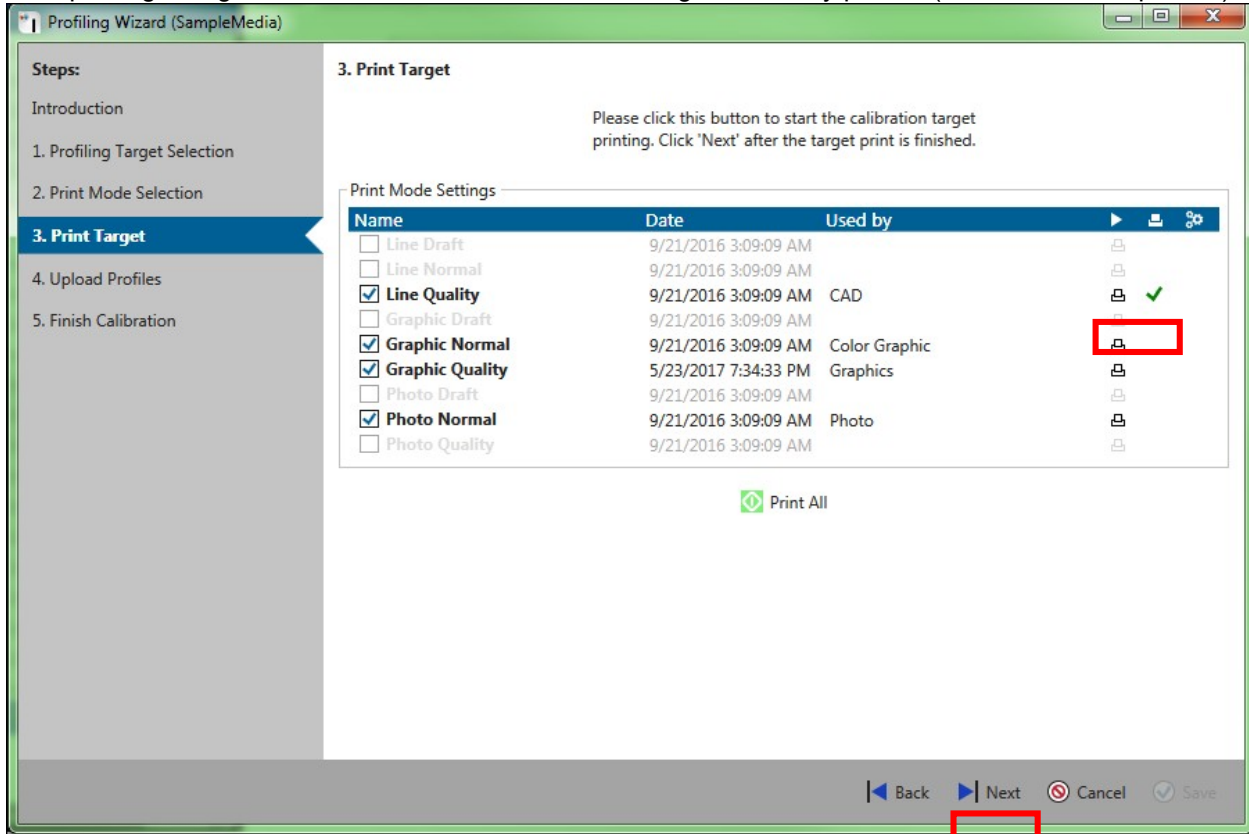 Profiling Wizard (SampleMedia)
Steps:
Introduction
1. Profiling Target Selection
2. Print Mode Selection
3. Print Target
4. Upload Profiles
5. Finish Calibration
3. Print Target
Please click this button to start the calibration target
printing. Click 'Next' after the target print is finished.
Print Mode Settings
Name Date Used by
Line Draft 9/21/2016 3:09:09 AM
Line Normal 9/21/2016 3:09:09 AM
Line Quality 9/21/2016 3:09:09 AM CAD
Graphic Draft 9/21/2016 3:09:09 AM
Graphic Normal 9/21/2016 3:09:09 AM Color Graphic
Graphic Quality 5/23/2017 7:34:33 PM Graphics
Photo Draft 9/21/2016 3:09:09 AM
Photo Normal 9/21/2016 3:09:09 AM Photo
Photo Quality 9/21/2016 3:09:09 AM
Print All
Back Next Cancel Save